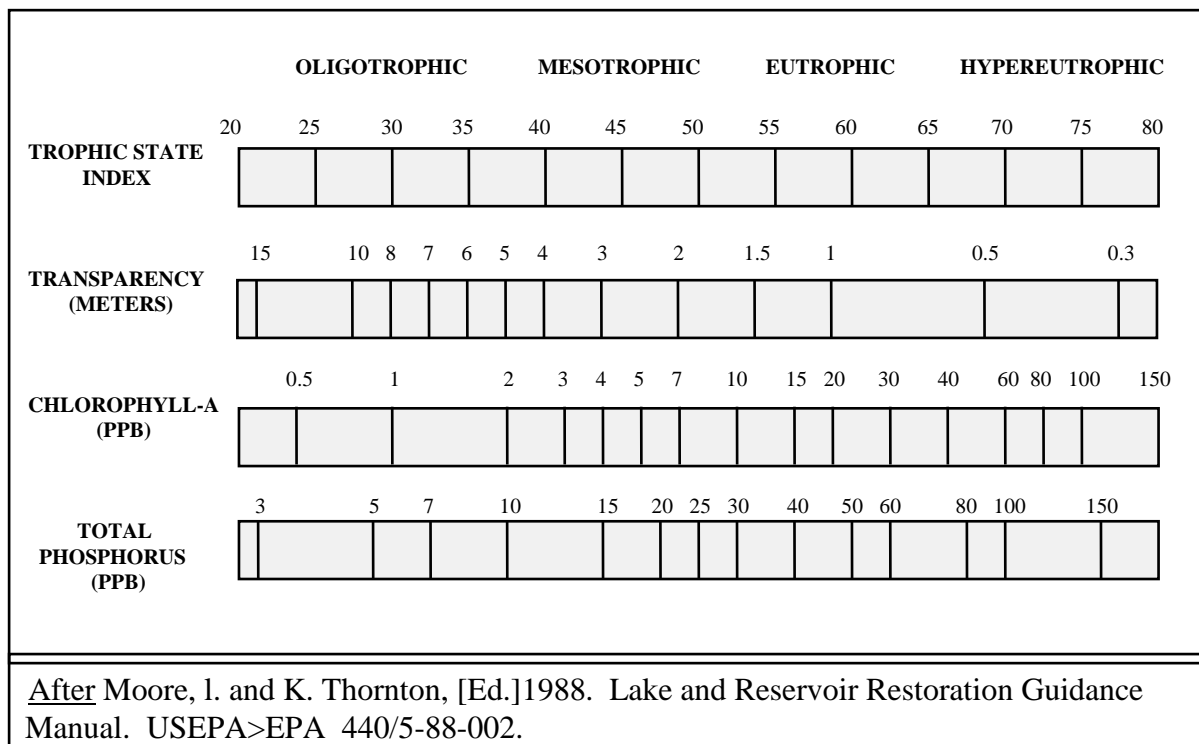 OLIGOTROPHIC MESOTROPHIC EUTROPHIC HYPEREUTROPHIC
20 25 30 35 40 45 50 55 60 65 70 75 80
TROPHIC STATE
INDEX
15 10 8 7 6 5 4 3 2 1.5 1 0.5 0.3
TRANSPARENCY
(METERS)
0.5 1 2 3 4 5 7 10 15 20 30 40 60 80 100 150
CHLOROPHYLL-A
(PPB)
3 5 7 10 15 20 25 30 40 50 60 80 100 150
TOTAL
PHOSPHORUS
(PPB)
After Moore, l. and K. Thornton, [Ed.]1988. Lake and Reservoir Restoration Guidance
Manual. USEPA>EPA 440/5-88-002.